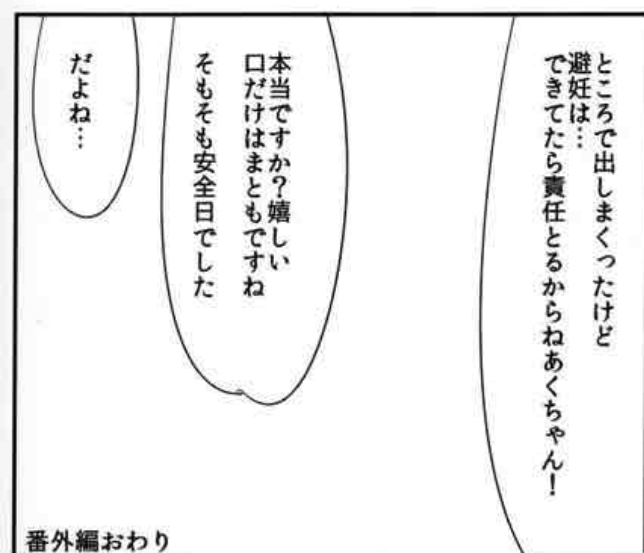 ところで出しまくったけど
避妊は…
できてたら責任とるからねあくちゃん！
本当ですか？嬉しい
口だけはまともですね
そもそも安全日でした
だよね…
番外編おわり